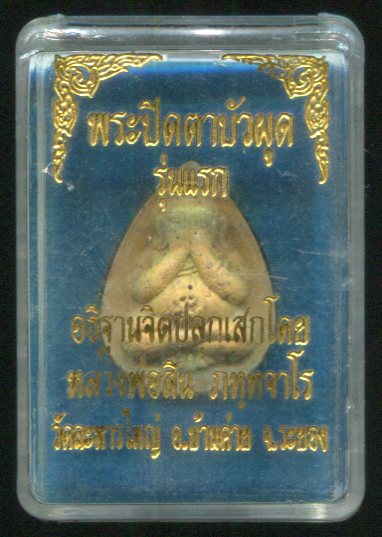 พระปิดตาบัวผุด
รุ่นแรก
อธิฐานจิตปลุกเสกโดย
หลวงพ่อสิน ภทฺทจาโร
วัดละหารใหญ่ อ.บ้านค่าย จ.ระยอง